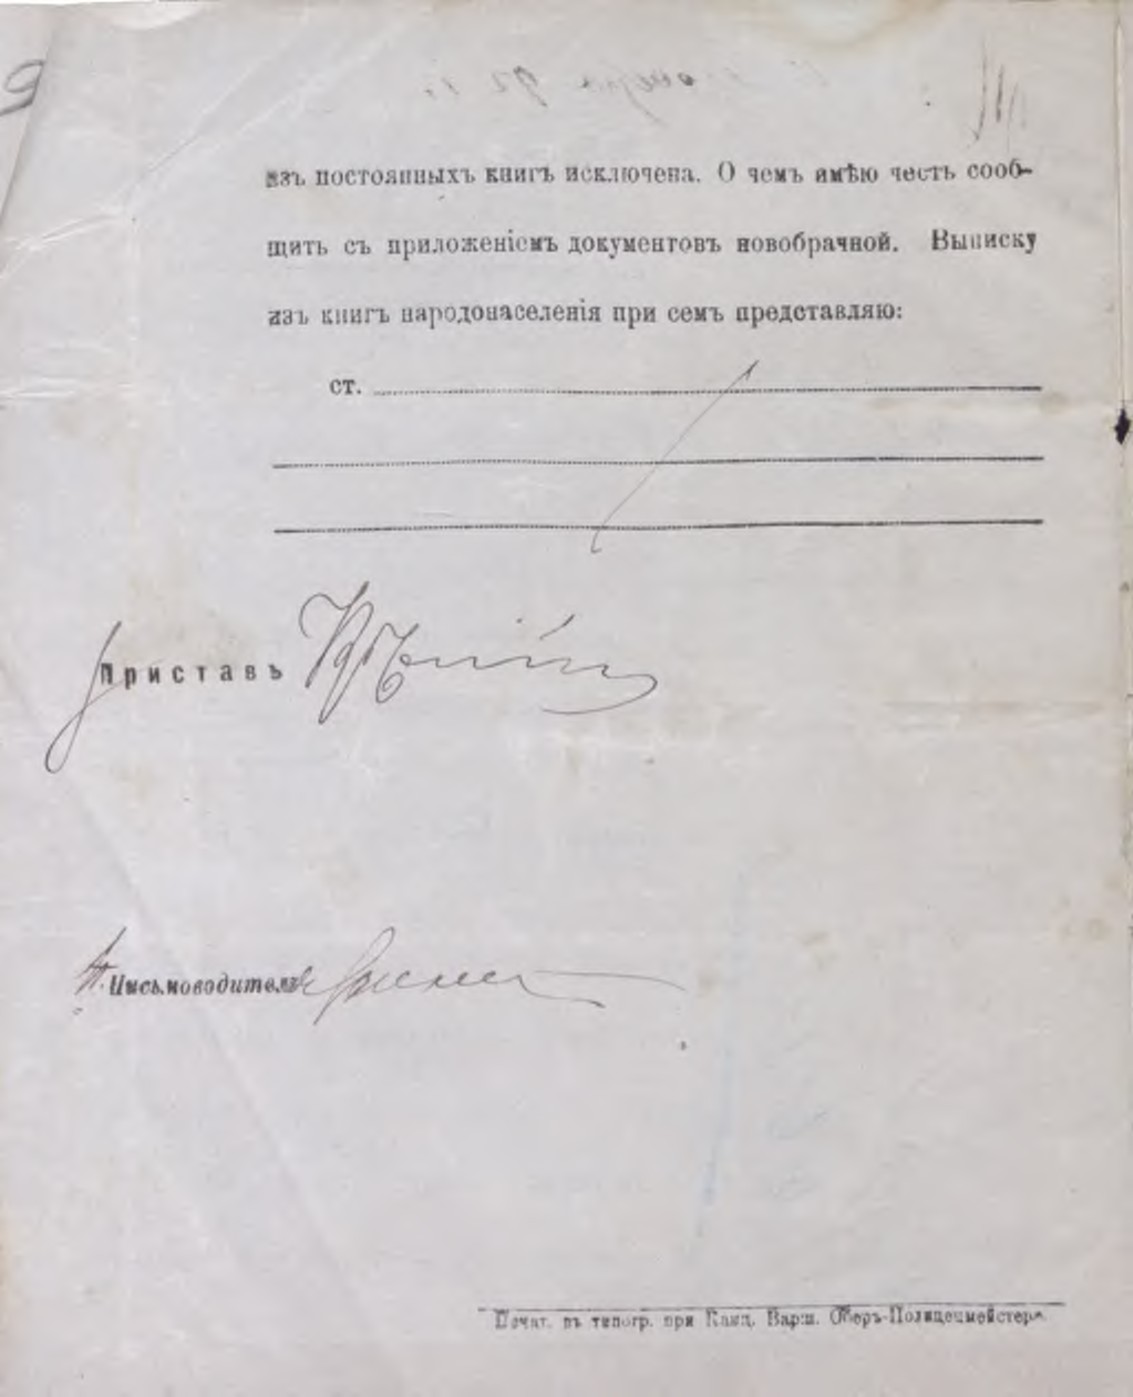 изъ постоянныхъ книгъ исключена. О чемъ имѣю честь сооб-
щить съ приложеніемъ документовъ новобрачной. Выписку
изъ книгъ народонаселенія при семъ представляю:
ст.
Приставъ
Письмоводитель
Печат. въ типогр. при Канц. Варш. Оберъ-Полицеймейстера.